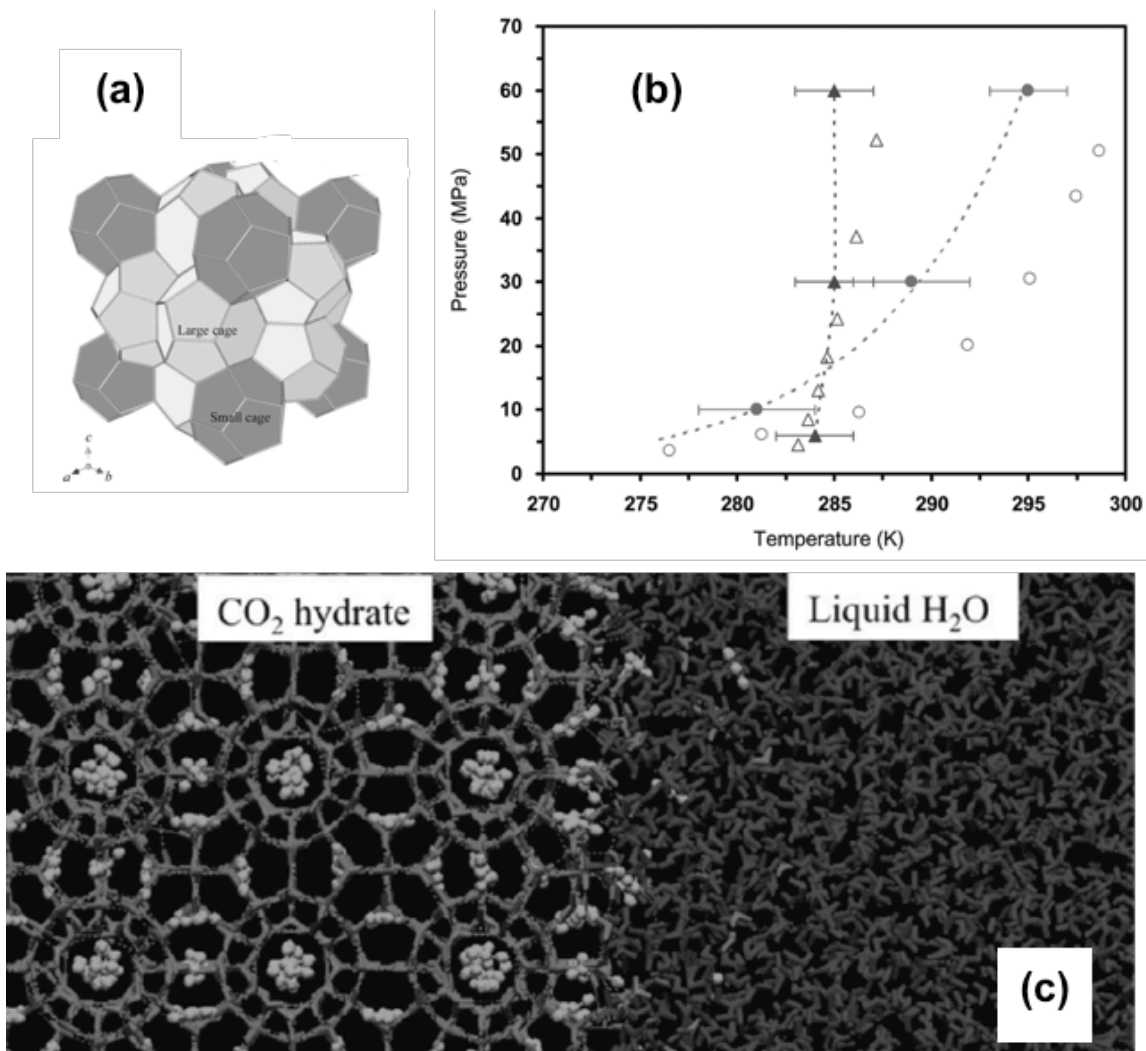 (a)
Large cage
Small cage
c
a
b
(b)
70
60
50
40
30
20
10
0
Pressure (MPa)
270
275
280
285
290
295
300
Temperature (K)
CO₂ hydrate
Liquid H₂O
(c)